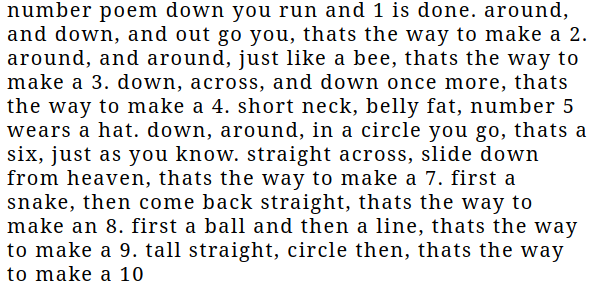 number poem down you run and 1 is done. around,
and down, and out go you, thats the way to make a 2.
around, and around, just like a bee, thats the way to
make a 3. down, across, and down once more, thats
the way to make a 4. short neck, belly fat, number 5
wears a hat. down, around, in a circle you go, thats a
six, just as you know. straight across, slide down
from heaven, thats the way to make a 7. first a
snake, then come back straight, thats the way to
make an 8. first a ball and then a line, thats the way
to make a 9. tall straight, circle then, thats the way
to make a 10